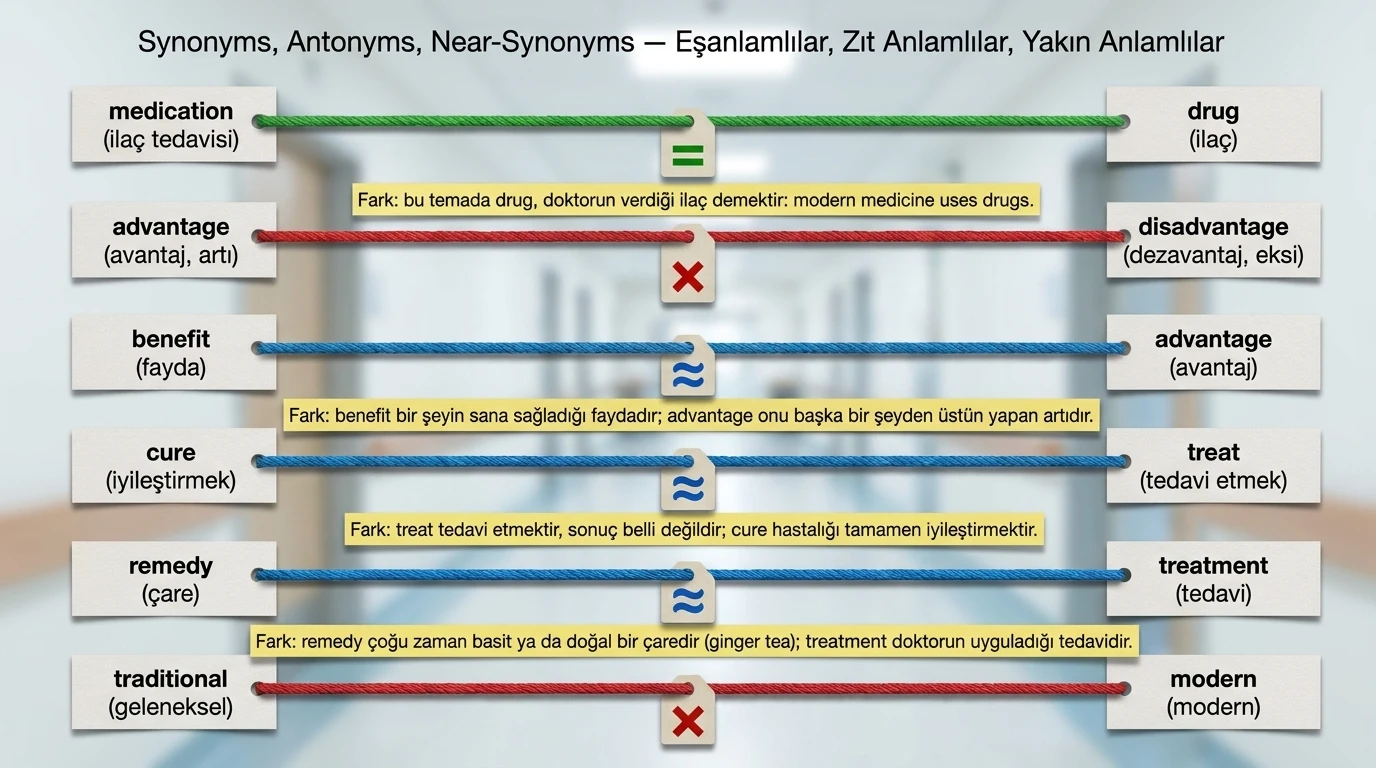 Synonyms, Antonyms, Near-Synonyms — Eşanlamlılar, Zıt Anlamlılar, Yakın Anlamlılar
medication
(ilaç tedavisi)
=
drug
(ilaç)
Fark: bu temada drug, doktorun verdiği ilaç demektir: modern medicine uses drugs.
advantage
(avantaj, artı)
×
disadvantage
(dezavantaj, eksi)
benefit
(fayda)
≈
advantage
(avantaj)
Fark: benefit bir şeyin sana sağladığı faydadır; advantage onu başka bir şeyden üstün yapan artıdır.
cure
(iyileştirmek)
≈
treat
(tedavi etmek)
Fark: treat tedavi etmektir, sonuç belli değildir; cure hastalığı tamamen iyileştirmektir.
remedy
(çare)
≈
treatment
(tedavi)
Fark: remedy çoğu zaman basit ya da doğal bir çaredir (ginger tea); treatment doktorun uyguladığı tedavidir.
traditional
(geleneksel)
×
modern
(modern)